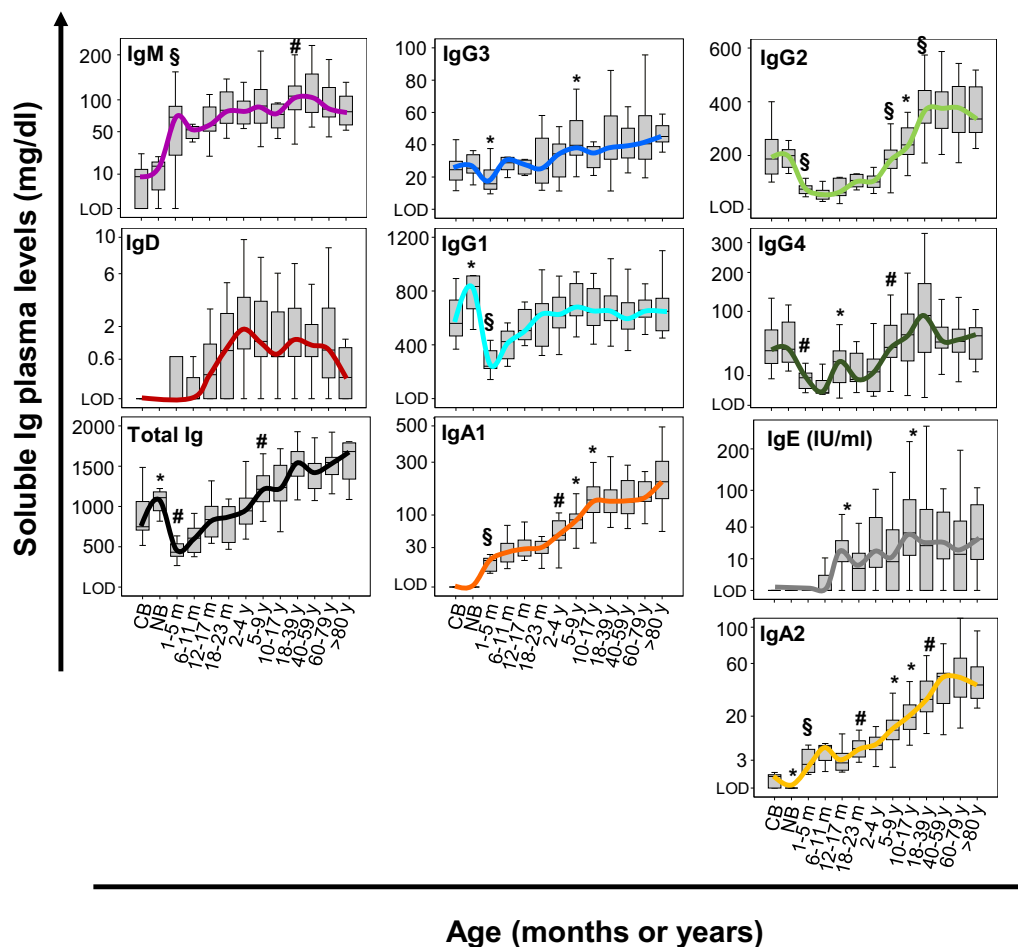 Soluble Ig plasma levels (mg/dl)
IgM
§
#
200
100
50
10
LOD
IgG3
*
*
100
80
60
40
20
LOD
IgG2
§
§
*
§
600
400
200
LOD
IgD
10
6
2
0.6
LOD
IgG1
*
§
1200
800
400
LOD
IgG4
#
*
#
300
200
100
10
LOD
Total Ig
*
#
#
2000
1500
1000
500
LOD
CB
NB
1-5 m
6-11 m
12-17 m
18-23 m
2-4 y
5-9 y
10-17 y
18-39 y
40-59 y
60-79 y
>80 y
IgA1
§
#
*
*
500
300
100
30
LOD
CB
NB
1-5 m
6-11 m
12-17 m
18-23 m
2-4 y
5-9 y
10-17 y
18-39 y
40-59 y
60-79 y
>80 y
IgE (IU/ml)
*
*
100
40
10
LOD
IgA2
*
§
#
*
*
#
100
60
20
3
LOD
CB
NB
1-5 m
6-11 m
12-17 m
18-23 m
2-4 y
5-9 y
10-17 y
18-39 y
40-59 y
60-79 y
>80 y
Age (months or years)